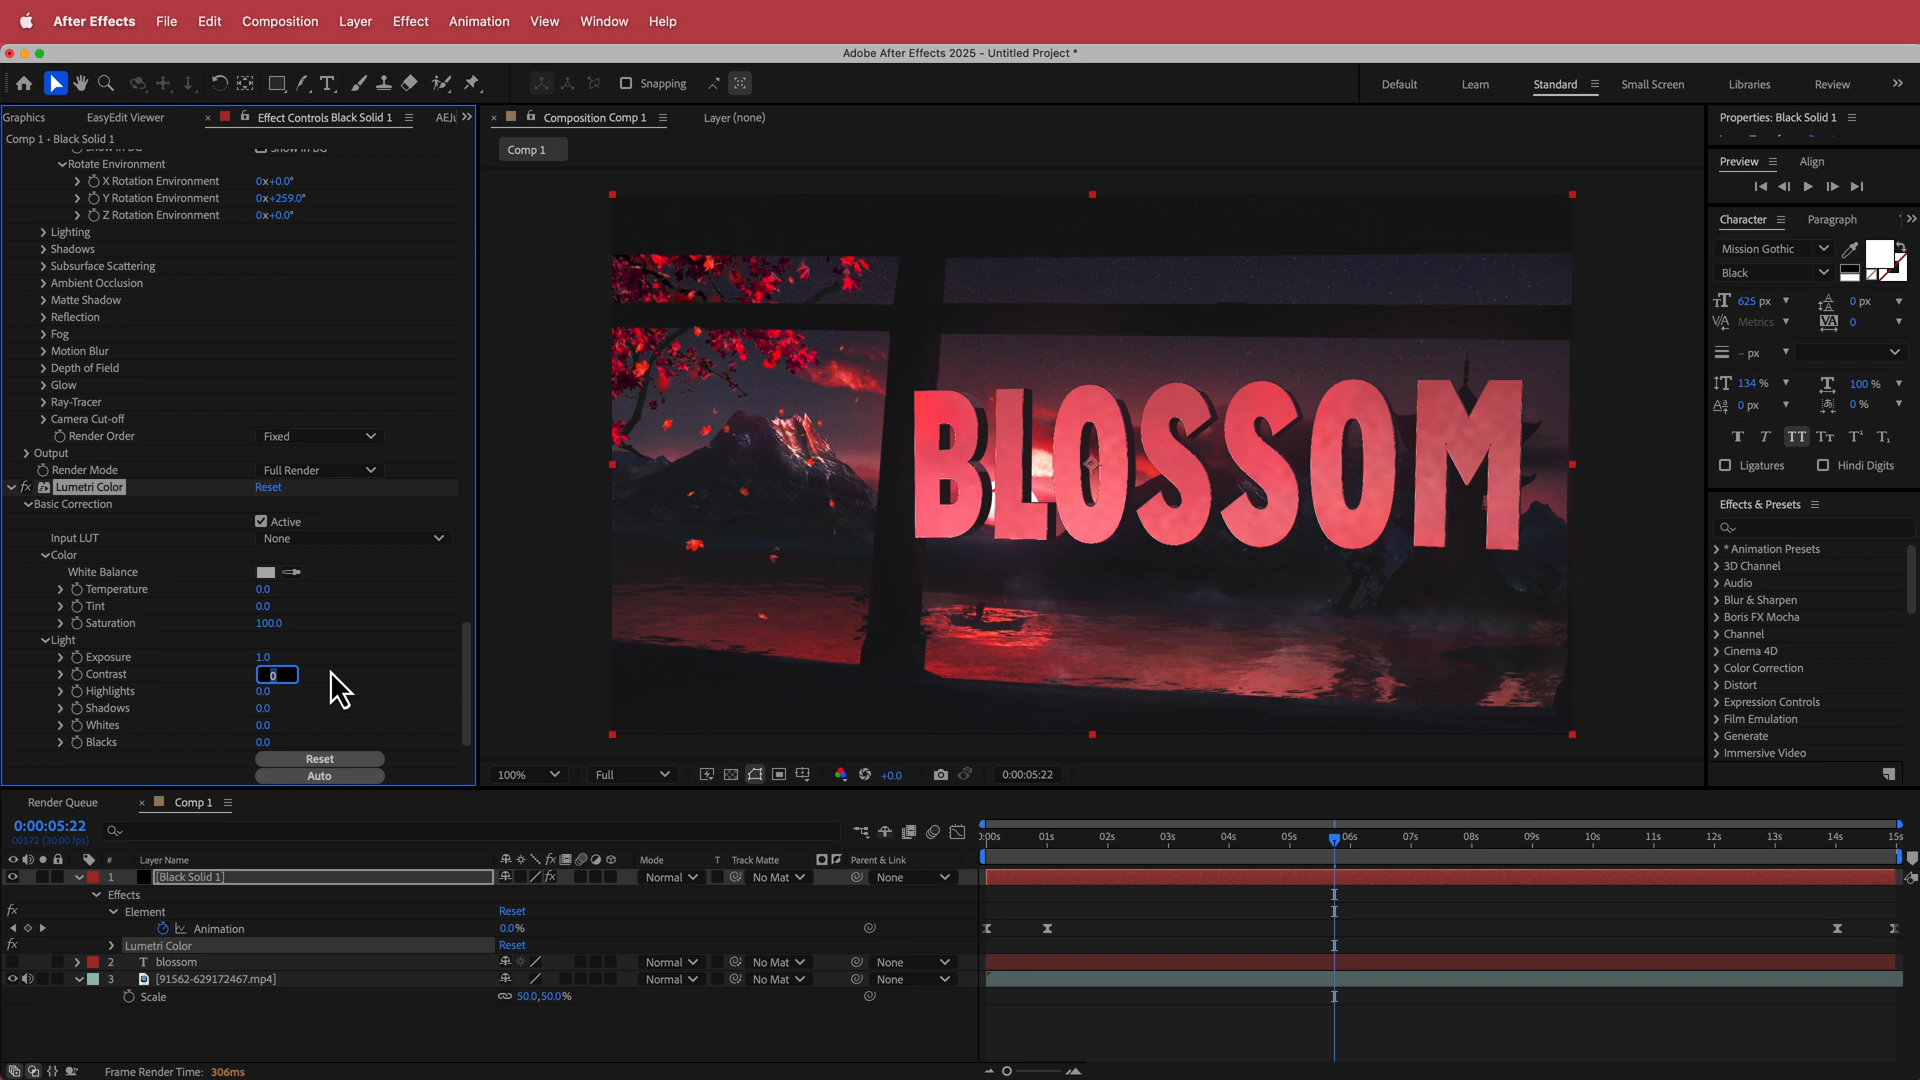 After Effects File Edit Composition Layer Effect Animation View Window Help
Adobe After Effects 2025 - Untitled Project *
Snapping
Default Learn Standard Small Screen Libraries Review
Graphics EasyEdit Viewer Effect Controls Black Solid 1
Comp 1 • Black Solid 1
Rotate Environment
X Rotation Environment 0x+0.0°
Y Rotation Environment 0x+259.0°
Z Rotation Environment 0x+0.0°
Lighting
Shadows
Subsurface Scattering
Ambient Occlusion
Matte Shadow
Reflection
Fog
Motion Blur
Depth of Field
Glow
Ray-Tracer
Camera Cut-off
Render Order Fixed
Output
Render Mode Full Render
fx Lumetri Color Reset
Basic Correction
Active
Input LUT None
Color
White Balance
Temperature 0.0
Tint 0.0
Saturation 100.0
Light
Exposure 1.0
Contrast 0
Highlights 0.0
Shadows 0.0
Whites 0.0
Blacks 0.0
Reset
Auto
Composition Comp 1 Layer (none)
Comp 1
BLOSSOM
100% Full +0.0 0:00:05:22
Properties: Black Solid 1
Preview Align
Character Paragraph
Mission Gothic
Black
625 px 0 px
Metrics 0
- px
134 % 100 %
0 px 0 %
Ligatures Hindi Digits
Effects & Presets
* Animation Presets
3D Channel
Audio
Blur & Sharpen
Boris FX Mocha
Channel
Cinema 4D
Color Correction
Distort
Expression Controls
Film Emulation
Generate
Immersive Video
Render Queue Comp 1
0:00:05:22
00172 (30.00 fps)
# Layer Name Mode T Track Matte Parent & Link
1 [Black Solid 1] Normal No Mat None
Effects
fx Element Reset
Animation 0.0%
fx Lumetri Color Reset
2 T blossom Normal No Mat None
3 [91562-629172467.mp4] Normal No Mat None
Scale 50.0,50.0%
01s 02s 03s 04s 05s 06s 07s 08s 09s 10s 11s 12s 13s 14s 15s
Frame Render Time: 306ms